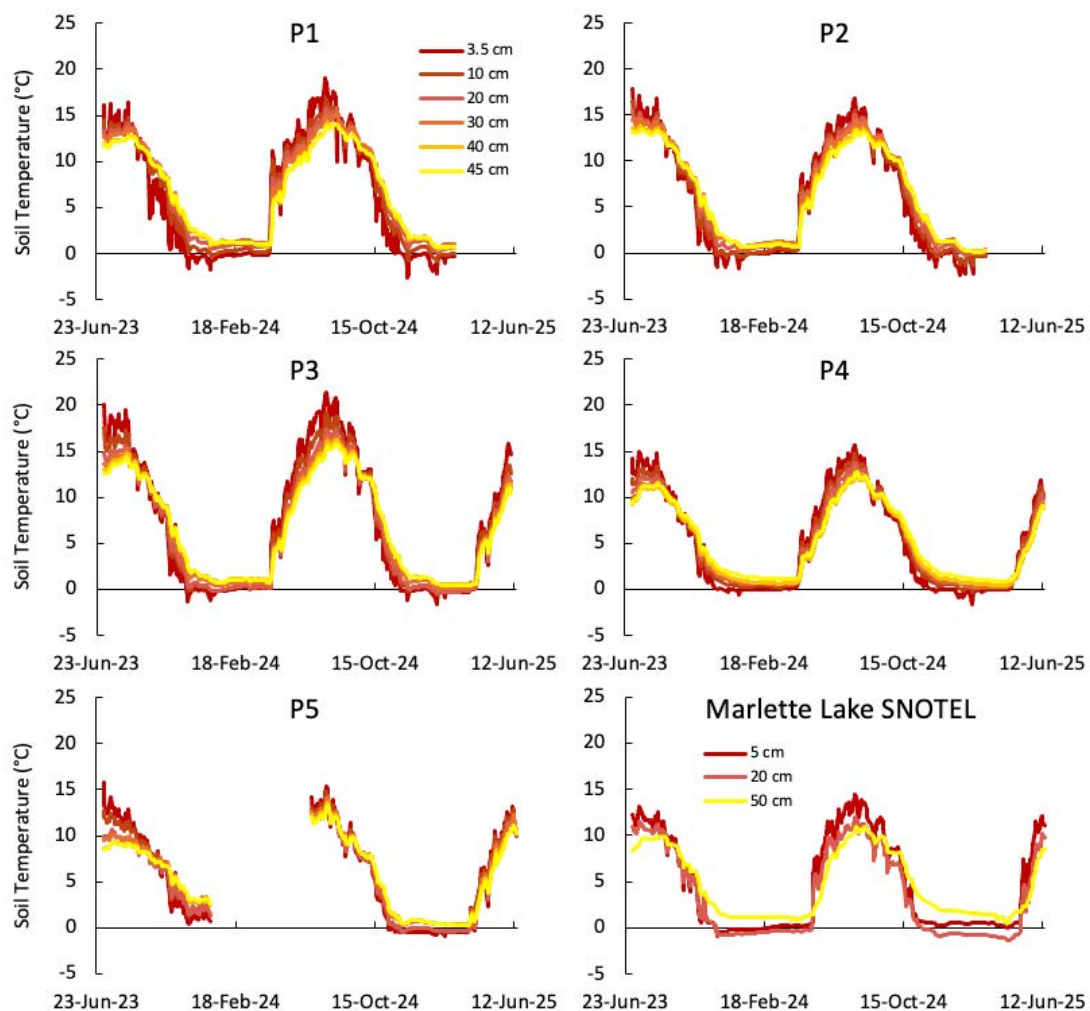 P1
25
20
15
10
5
0
-5
Soil Temperature (°C)
3.5 cm
10 cm
20 cm
30 cm
40 cm
45 cm
23-Jun-23 18-Feb-24 15-Oct-24 12-Jun-25
P2
25
20
15
10
5
0
-5
23-Jun-23 18-Feb-24 15-Oct-24 12-Jun-25
P3
25
20
15
10
5
0
-5
Soil Temperature (°C)
23-Jun-23 18-Feb-24 15-Oct-24 12-Jun-25
P4
25
20
15
10
5
0
-5
23-Jun-23 18-Feb-24 15-Oct-24 12-Jun-25
P5
25
20
15
10
5
0
-5
Soil Temperature (°C)
23-Jun-23 18-Feb-24 15-Oct-24 12-Jun-25
Marlette Lake SNOTEL
25
20
15
10
5
0
-5
5 cm
20 cm
50 cm
23-Jun-23 18-Feb-24 15-Oct-24 12-Jun-25